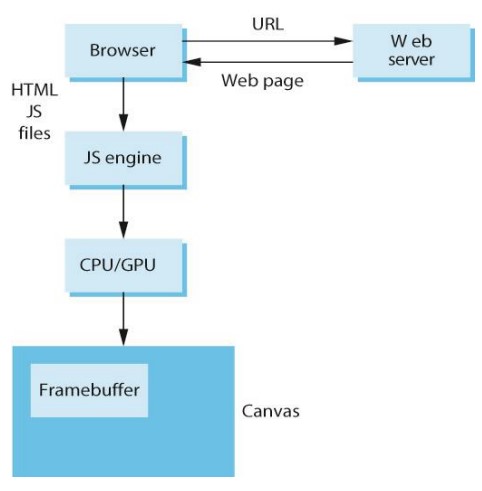 URL
Browser
W eb
server
Web page
HTML
JS
files
JS engine
CPU/GPU
Framebuffer
Canvas